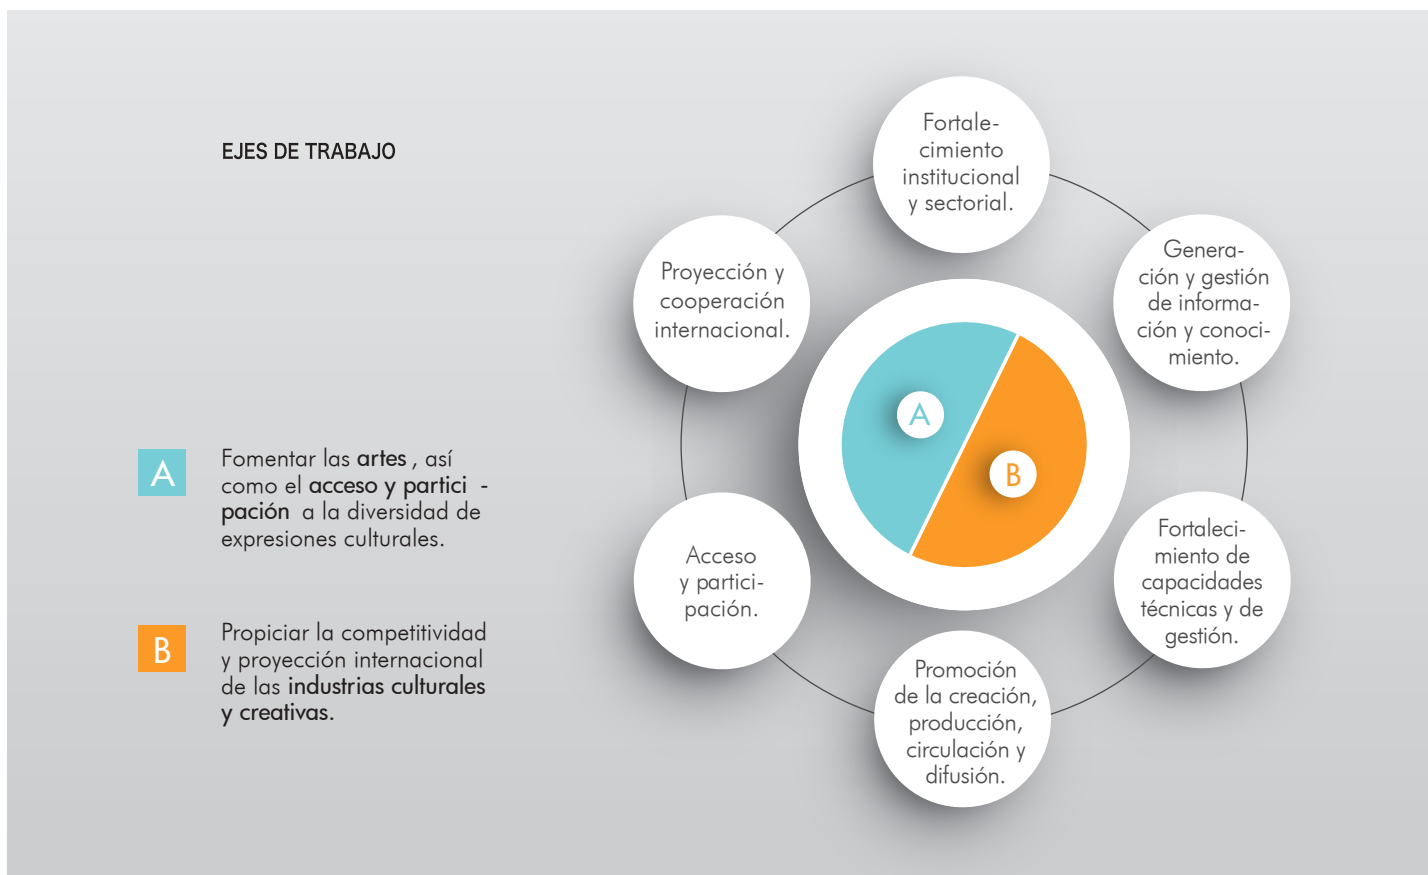 EJES DE TRABAJO
A
Fomentar las artes , así
como el acceso y partici -
pación a la diversidad de
expresiones culturales.
B
Propiciar la competitividad
y proyección internacional
de las industrias culturales
y creativas.
Fortale-
cimiento
institucional
y sectorial.
Genera-
ción y gestión
de informa-
ción y conoci-
miento.
Fortaleci-
miento de
capacidades
técnicas y de
gestión.
Promoción
de la creación,
producción,
circulación y
difusión.
Acceso
y partici-
pación.
Proyección y
cooperación
internacional.
A
B